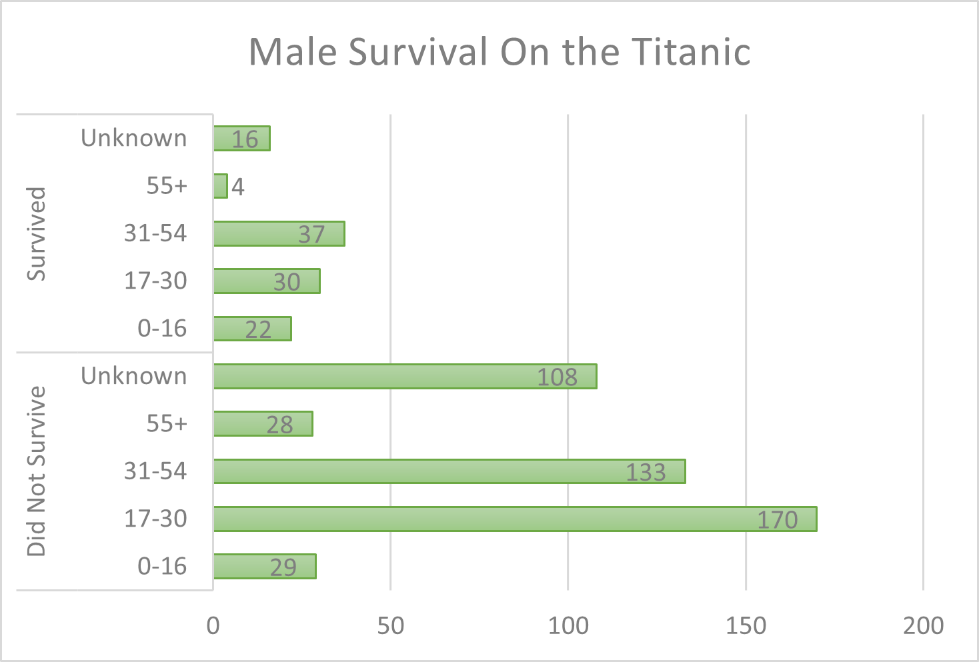 Male Survival On the Titanic
Survived
Unknown 16
55+ 4
31-54 37
17-30 30
0-16 22
Did Not Survive
Unknown 108
55+ 28
31-54 133
17-30 170
0-16 29
0 50 100 150 200